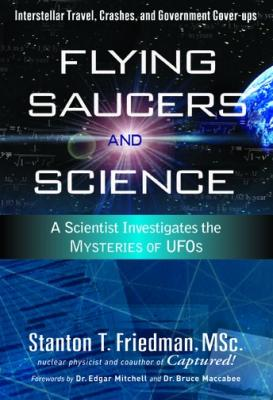 Interstellar Travel, Crashes, and Government Cover-ups
FLYING
SAUCERS
AND
SCIENCE
A Scientist Investigates the
MYSTERIES OF UFOS
Stanton T. Friedman, MSc.
nuclear physicist and coauthor of Captured!
Forewords by Dr. Edgar Mitchell and Dr. Bruce Maccabee